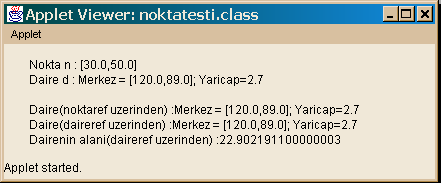 Applet Viewer: noktatesti.class
Applet
Nokta n : [30.0,50.0]
Daire d : Merkez = [120.0,89.0]; Yaricap=2.7
Daire(noktaref uzerinden) :Merkez = [120.0,89.0]; Yaricap=2.7
Daire(daireref uzerinden) :Merkez = [120.0,89.0]; Yaricap=2.7
Dairenin alani(daireref uzerinden) :22.902191100000003
Applet started.